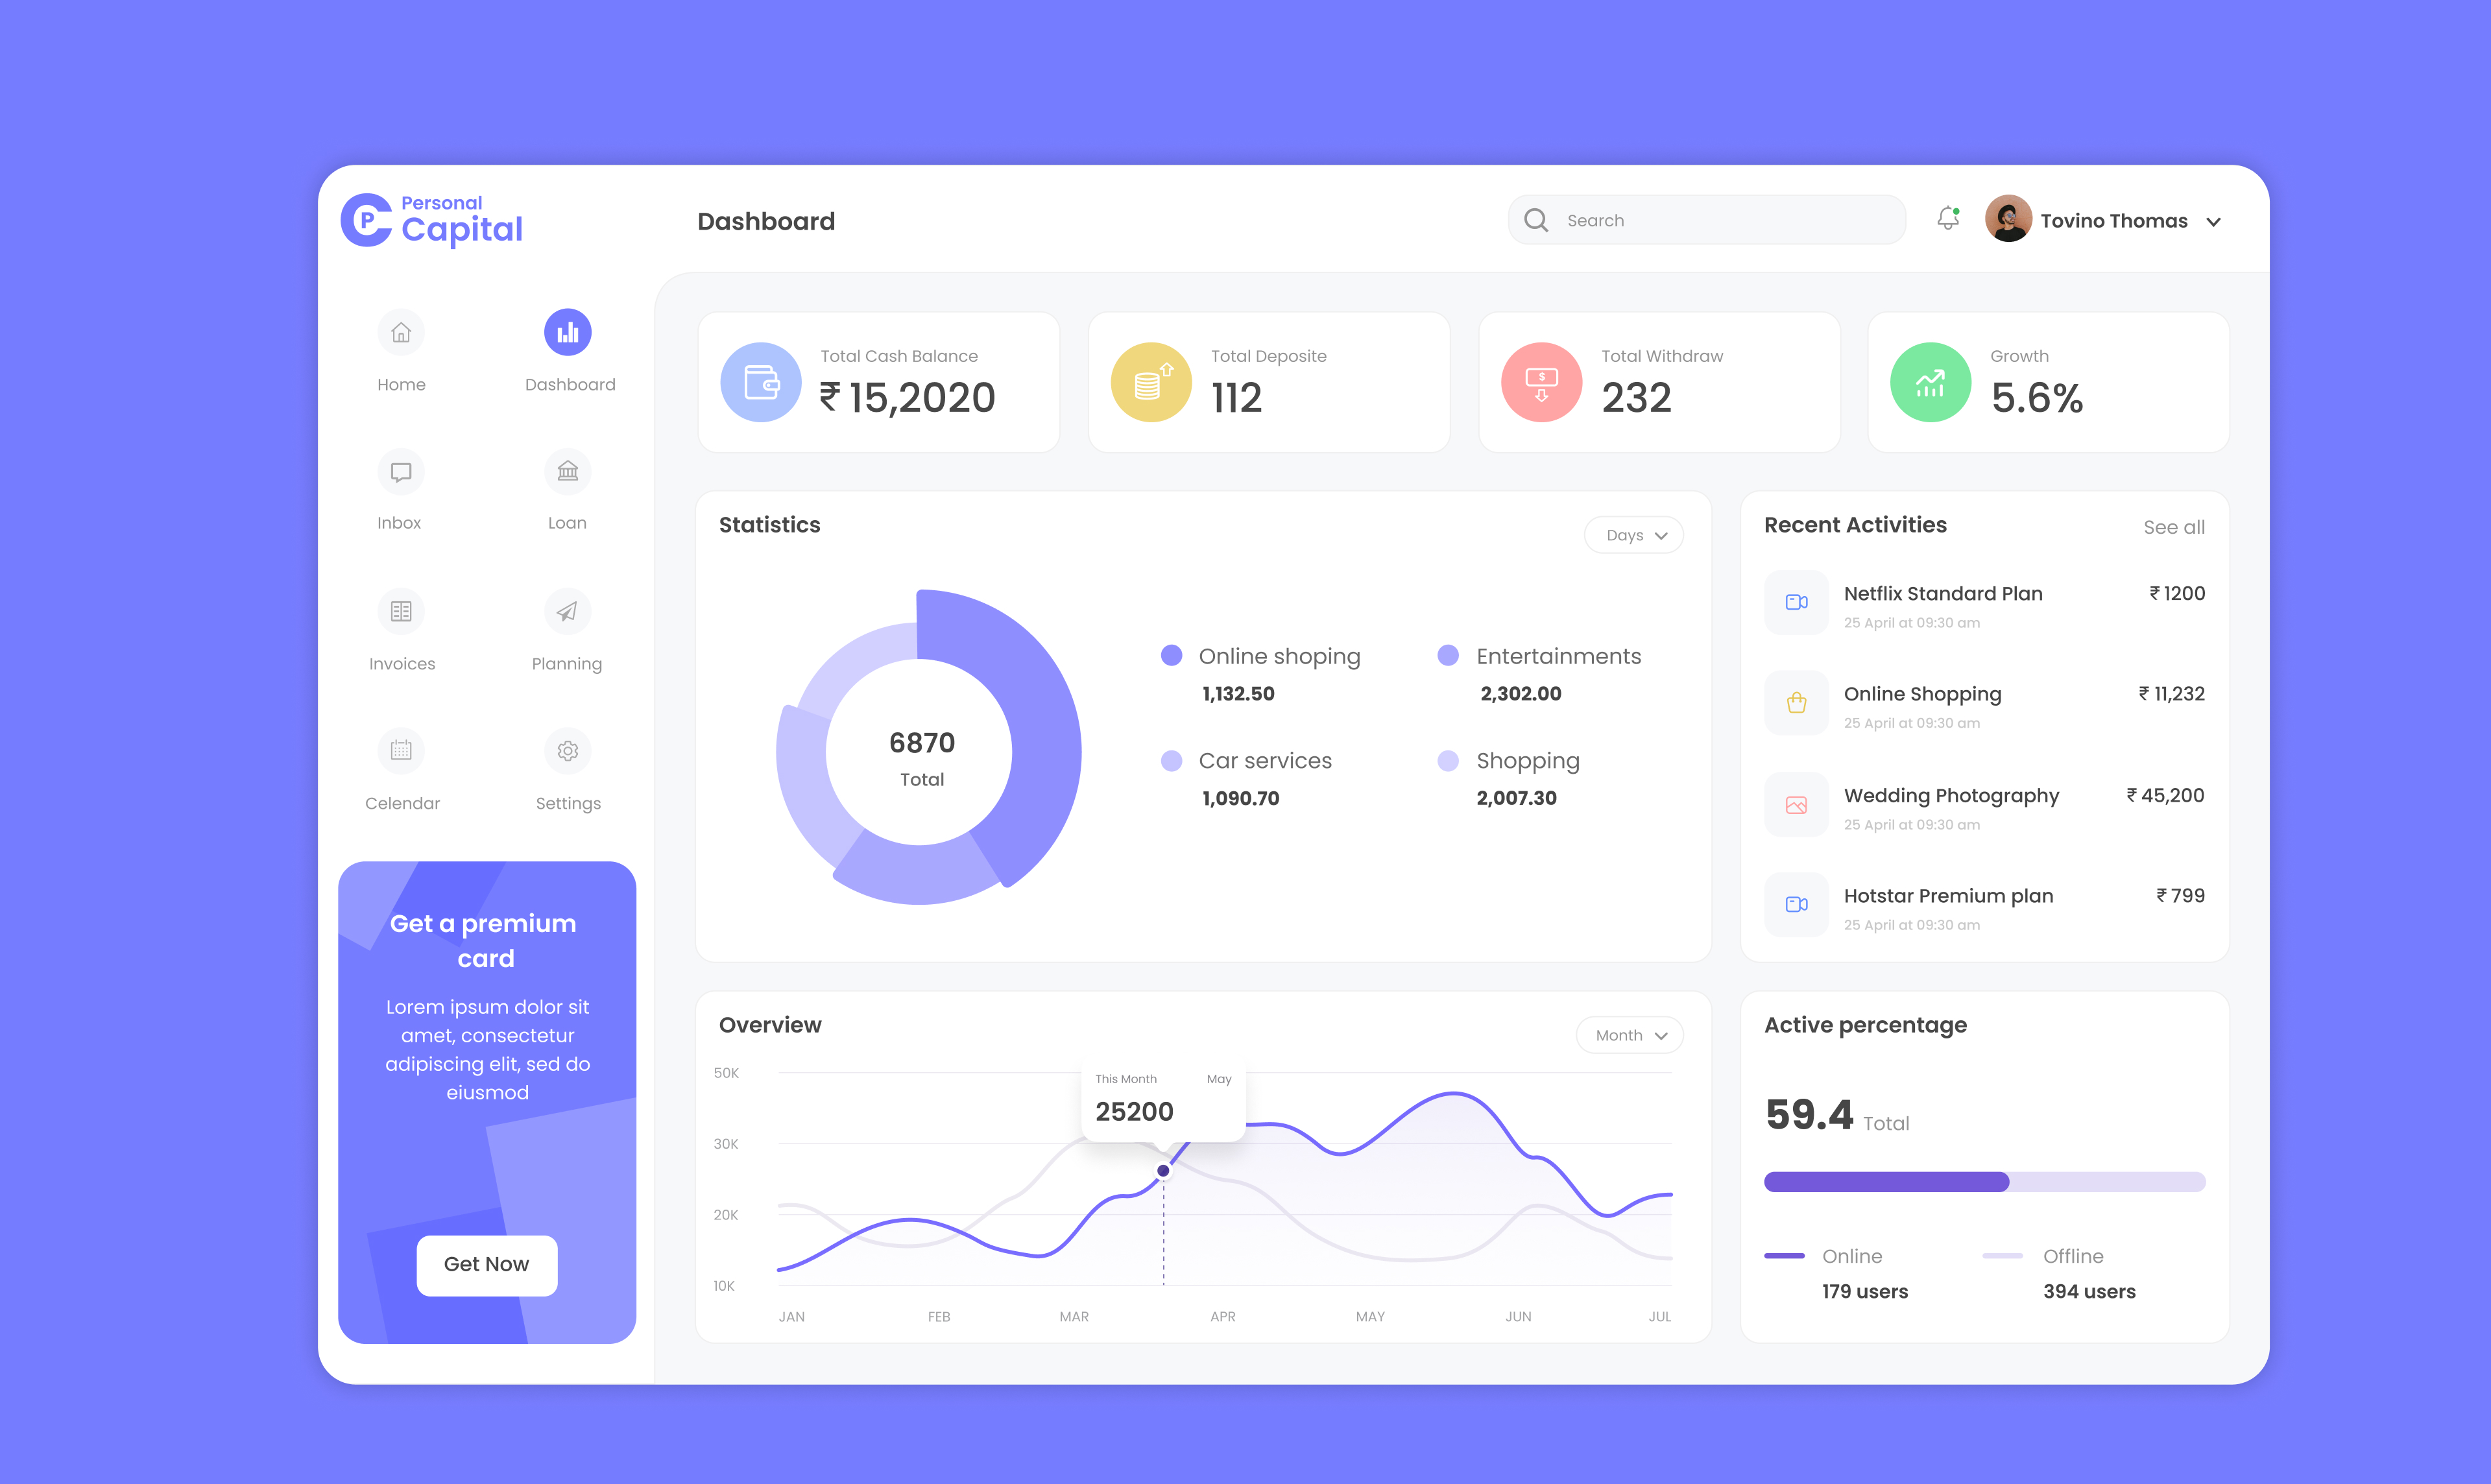 Personal
Capital
P
Dashboard
Search
Tovino Thomas
Home
Dashboard
Inbox
Loan
Invoices
Planning
Celendar
Settings
Get a premium
card
Lorem ipsum dolor sit
amet, consectetur
adipiscing elit, sed do
eiusmod
Get Now
Total Cash Balance
₹ 15,2020
Total Deposite
112
$
Total Withdraw
232
Growth
5.6%
Statistics
Days
6870
Total
Online shoping
1,132.50
Entertainments
2,302.00
Car services
1,090.70
Shopping
2,007.30
Recent Activities
See all
Netflix Standard Plan
₹ 1200
25 April at 09:30 am
Online Shopping
₹ 11,232
25 April at 09:30 am
Wedding Photography
₹ 45,200
25 April at 09:30 am
Hotstar Premium plan
₹ 799
25 April at 09:30 am
Overview
Month
50K
30K
20K
10K
This Month
May
25200
JAN
FEB
MAR
APR
MAY
JUN
JUL
Active percentage
59.4 Total
Online
179 users
Offline
394 users